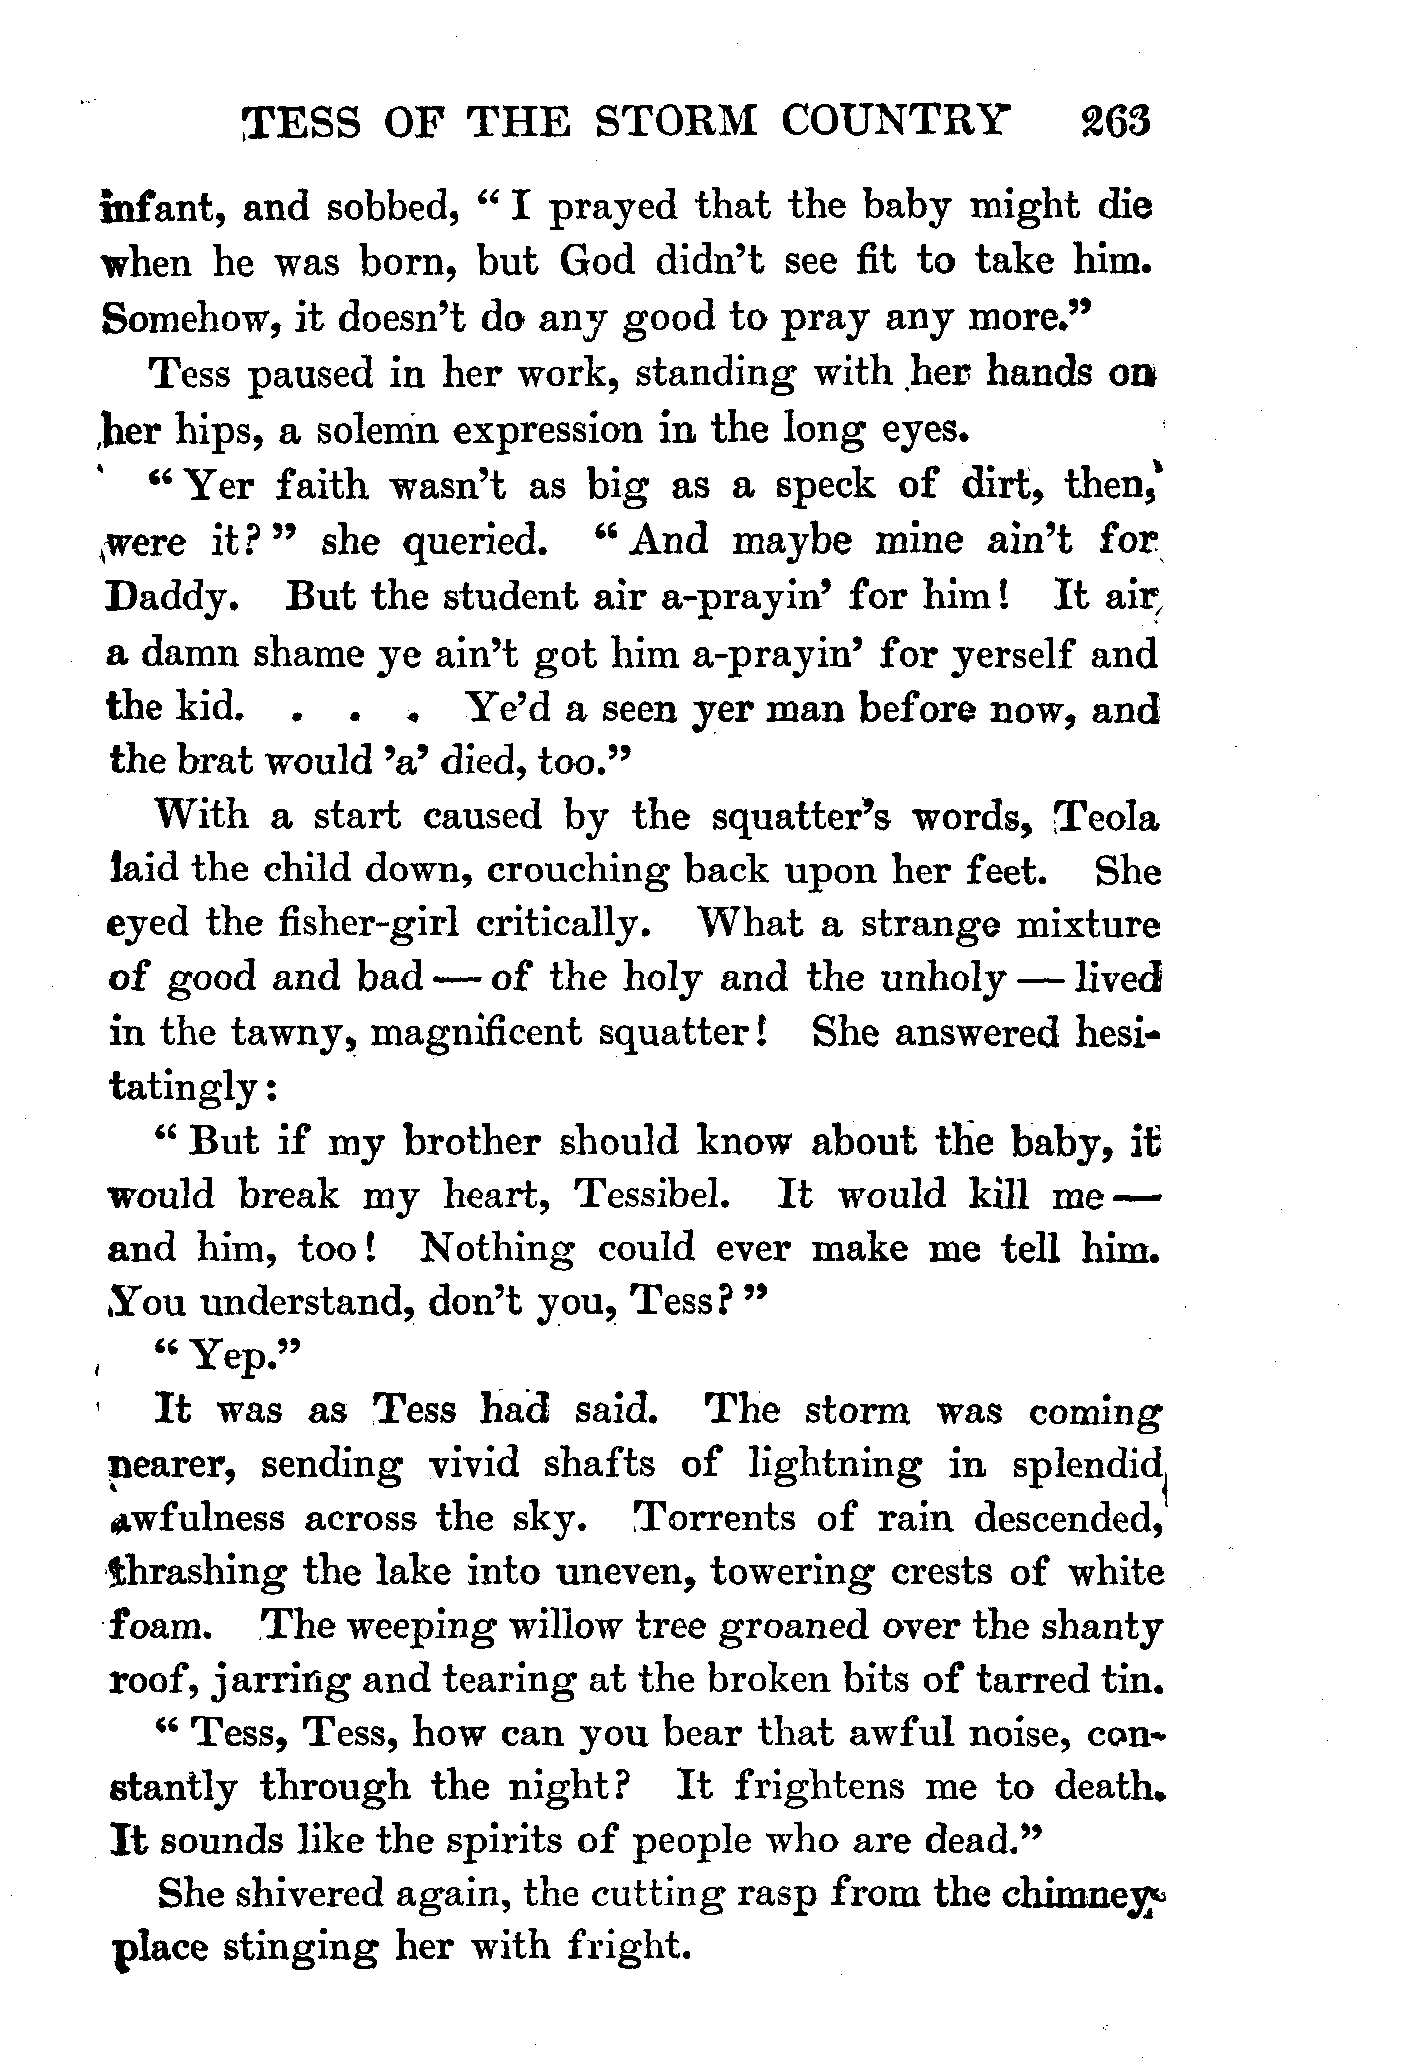 TESS OF THE STORM COUNTRY 263
infant, and sobbed, “ I prayed that the baby might die
when he was born, but God didn’t see fit to take him.
Somehow, it doesn’t do any good to pray any more.”
Tess paused in her work, standing with her hands on
her hips, a solemn expression in the long eyes.
“ Yer faith wasn’t as big as a speck of dirt, then,
were it? ” she queried. “ And maybe mine ain’t for
Daddy. But the student air a-prayin’ for him! It air
a damn shame ye ain’t got him a-prayin’ for yerself and
the kid. . . . Ye’d a seen yer man before now, and
the brat would ’a’ died, too.”
With a start caused by the squatter’s words, Teola
laid the child down, crouching back upon her feet. She
eyed the fisher-girl critically. What a strange mixture
of good and bad — of the holy and the unholy — lived
in the tawny, magnificent squatter! She answered hesi-
tatingly:
“ But if my brother should know about the baby, it
would break my heart, Tessibel. It would kill me —
and him, too! Nothing could ever make me tell him.
You understand, don’t you, Tess? ”
“ Yep.”
It was as Tess had said. The storm was coming
nearer, sending vivid shafts of lightning in splendid
awfulness across the sky. Torrents of rain descended,
thrashing the lake into uneven, towering crests of white
foam. The weeping willow tree groaned over the shanty
roof, jarring and tearing at the broken bits of tarred tin.
“ Tess, Tess, how can you bear that awful noise, con-
stantly through the night? It frightens me to death.
It sounds like the spirits of people who are dead.”
She shivered again, the cutting rasp from the chimney-
place stinging her with fright.